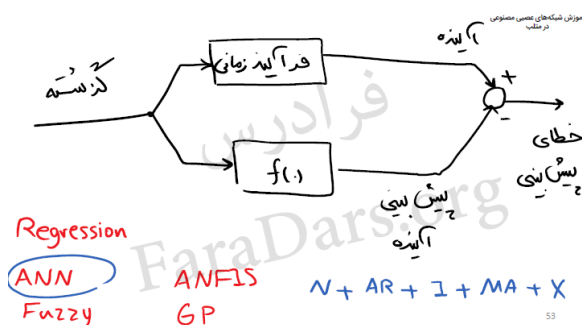 آموزش شبکه‌های عصبی مصنوعی
در متلب
گذشته
فرآیند زمانی
آینده
+
-
f(.)
خطای
پیش بینی
پیش بینی
آینده
فرادرس
FaraDars.org
Regression
ANN ANFIS
Fuzzy GP
N + AR + I + MA + X
53